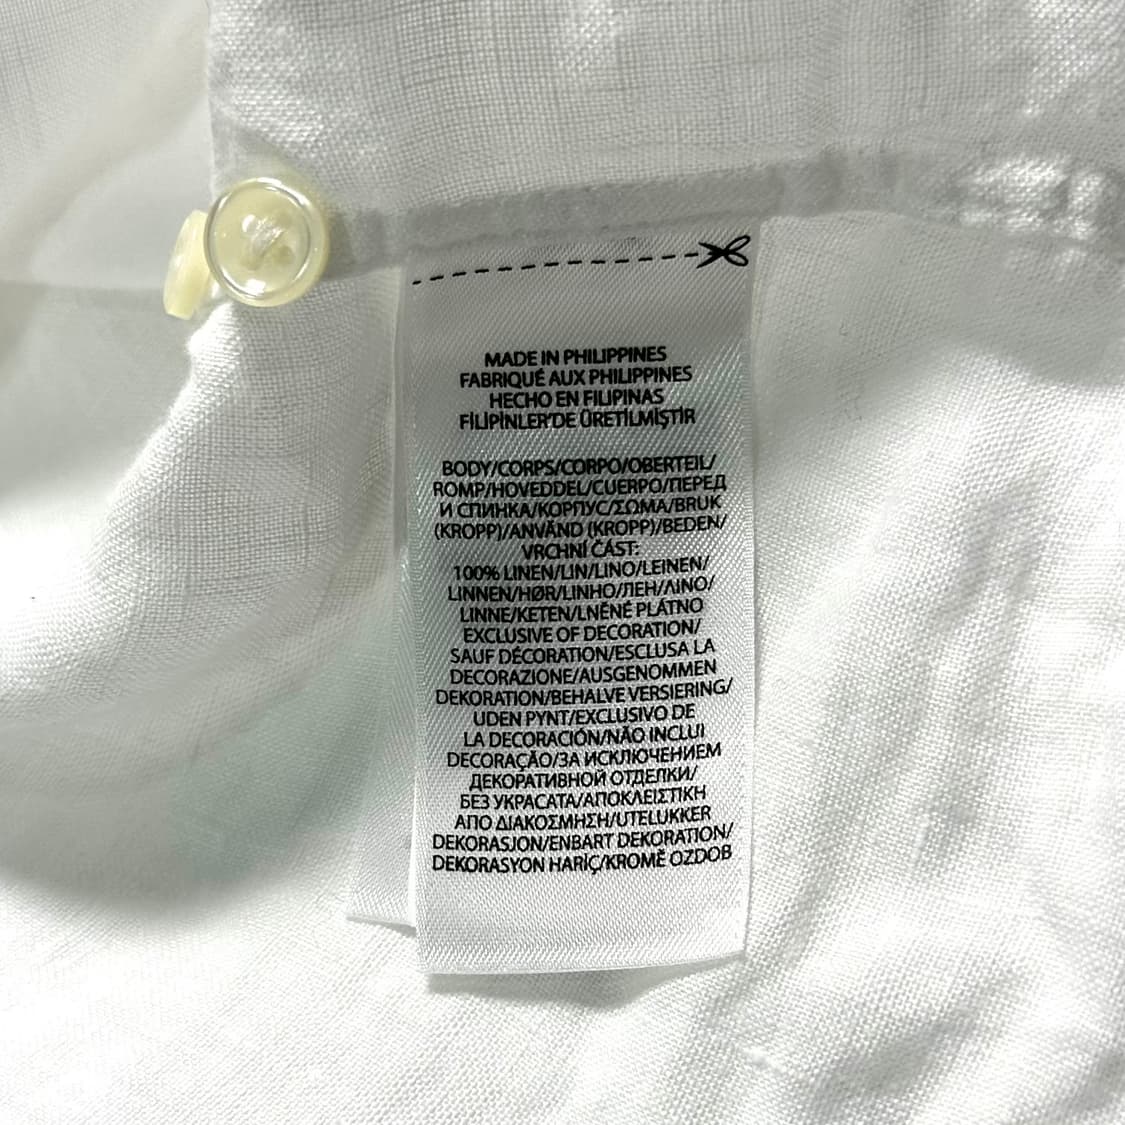 MADE IN PHILIPPINES
FABRIQUÉ AUX PHILIPPINES
HECHO EN FILIPINAS
FİLİPİNLER'DE ÜRETİLMİŞTİR
BODY/CORPS/CORPO/OBERTEIL/
ROMP/HOVEDDEL/CUERPO/ПЕРЕД
И СПИНКА/КОРПУС/ΣΩΜΑ/BRUK
(KROPP)/ANVÄND (KROPP)/BEDEN/
VRCHNÍ ČÁST:
100% LINEN/LIN/LINO/LEINEN/
LINNEN/HØR/LINHO/ЛЕН/ΛΙΝΟ/
LINNE/KETEN/LNĚNÉ PLÁTNO
EXCLUSIVE OF DECORATION/
SAUF DÉCORATION/ESCLUSA LA
DECORAZIONE/AUSGENOMMEN
DEKORATION/BEHALVE VERSIERING/
UDEN PYNT/EXCLUSIVO DE
LA DECORACIÓN/NÃO INCLUI
DECORAÇÃO/ЗА ИСКЛЮЧЕНИЕМ
ДЕКОРАТИВНОЙ ОТДЕЛКИ/
БЕЗ УКРАСАТА/ΑΠΟΚΛΕΙΣΤΙΚΗ
ΑΠΟ ΔΙΑΚΟΣΜΗΣΗ/UTELUKKER
DEKORASJON/ENBART DEKORATION/
DEKORASYON HARİÇ/KROMĚ OZDOB